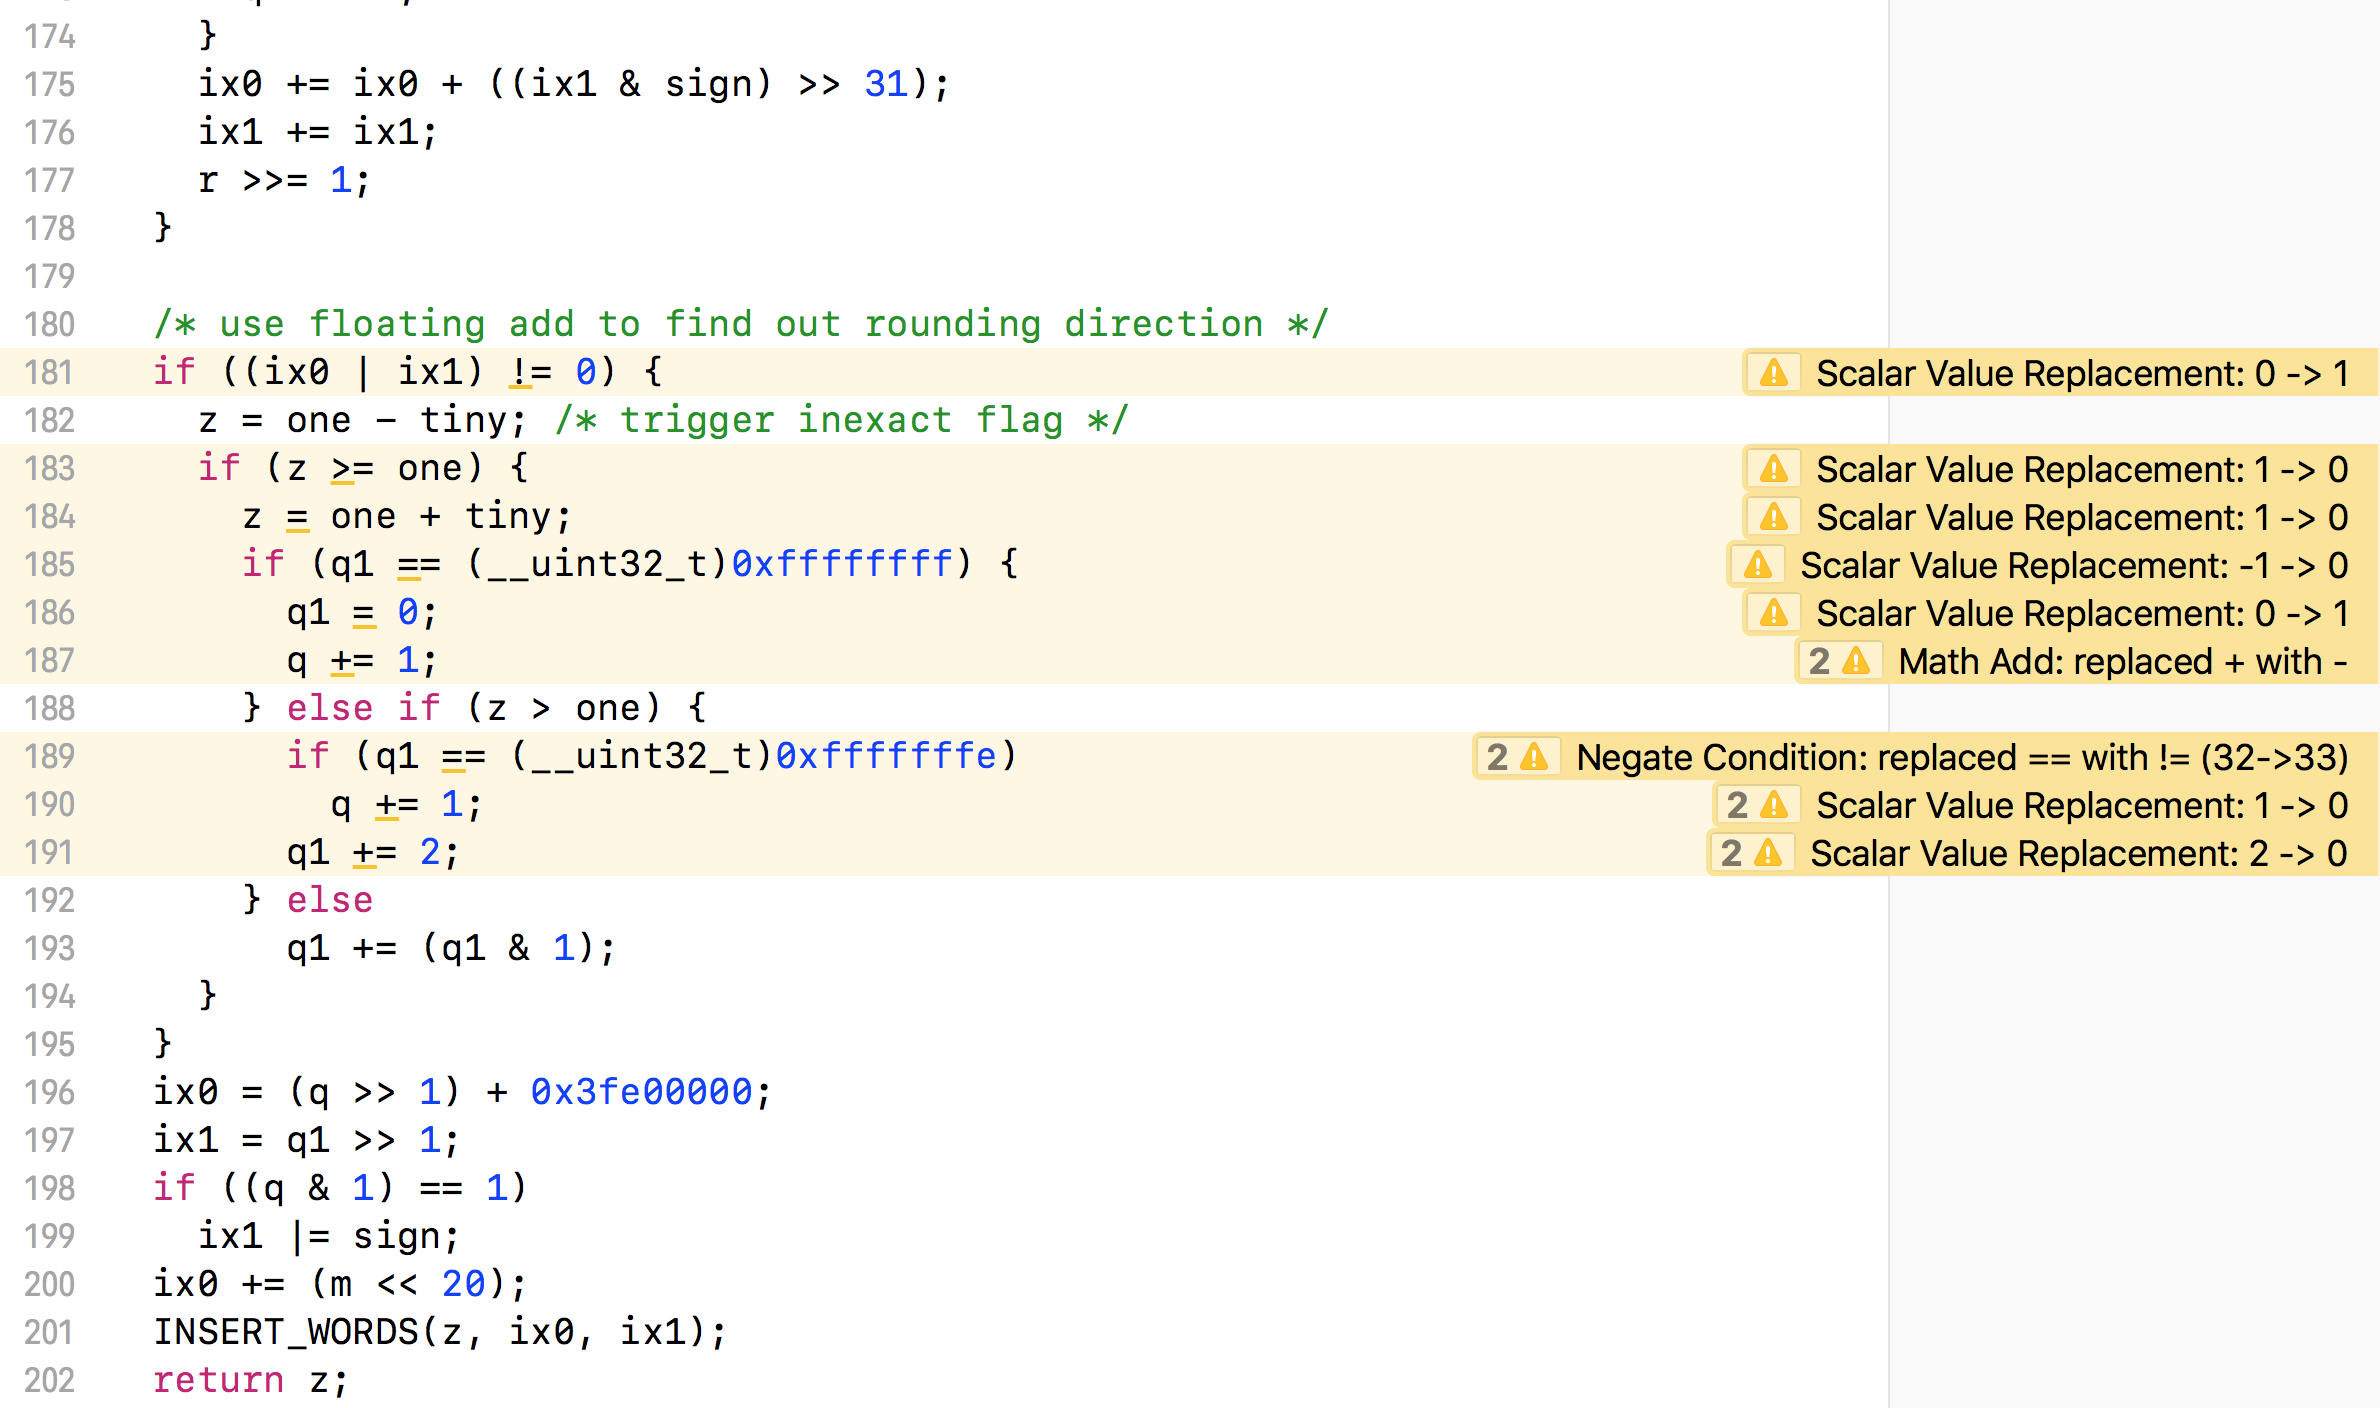 174 }
175 ix0 += ix0 + ((ix1 & sign) >> 31);
176 ix1 += ix1;
177 r >>= 1;
178 }
179
180 /* use floating add to find out rounding direction */
181 if ((ix0 | ix1) != 0) { Scalar Value Replacement: 0 -> 1
182 z = one - tiny; /* trigger inexact flag */
183 if (z >= one) { Scalar Value Replacement: 1 -> 0
184 z = one + tiny; Scalar Value Replacement: 1 -> 0
185 if (q1 == (__uint32_t)0xffffffff) { Scalar Value Replacement: -1 -> 0
186 q1 = 0; Scalar Value Replacement: 0 -> 1
187 q += 1; 2 Math Add: replaced + with -
188 } else if (z > one) {
189 if (q1 == (__uint32_t)0xfffffffe) 2 Negate Condition: replaced == with != (32->33)
190 q += 1; 2 Scalar Value Replacement: 1 -> 0
191 q1 += 2; 2 Scalar Value Replacement: 2 -> 0
192 } else
193 q1 += (q1 & 1);
194 }
195 }
196 ix0 = (q >> 1) + 0x3fe00000;
197 ix1 = q1 >> 1;
198 if ((q & 1) == 1)
199 ix1 |= sign;
200 ix0 += (m << 20);
201 INSERT_WORDS(z, ix0, ix1);
202 return z;